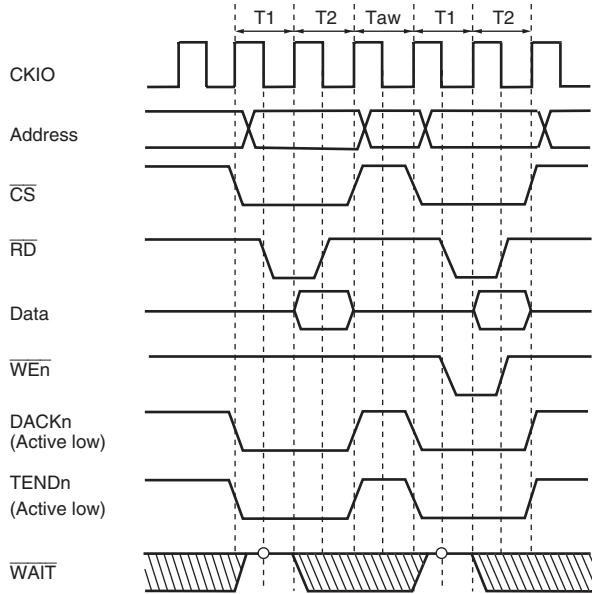 T1 T2 Taw T1 T2
CKIO
Address
CS
RD
Data
WEn
DACKn
(Active low)
TENDn
(Active low)
WAIT